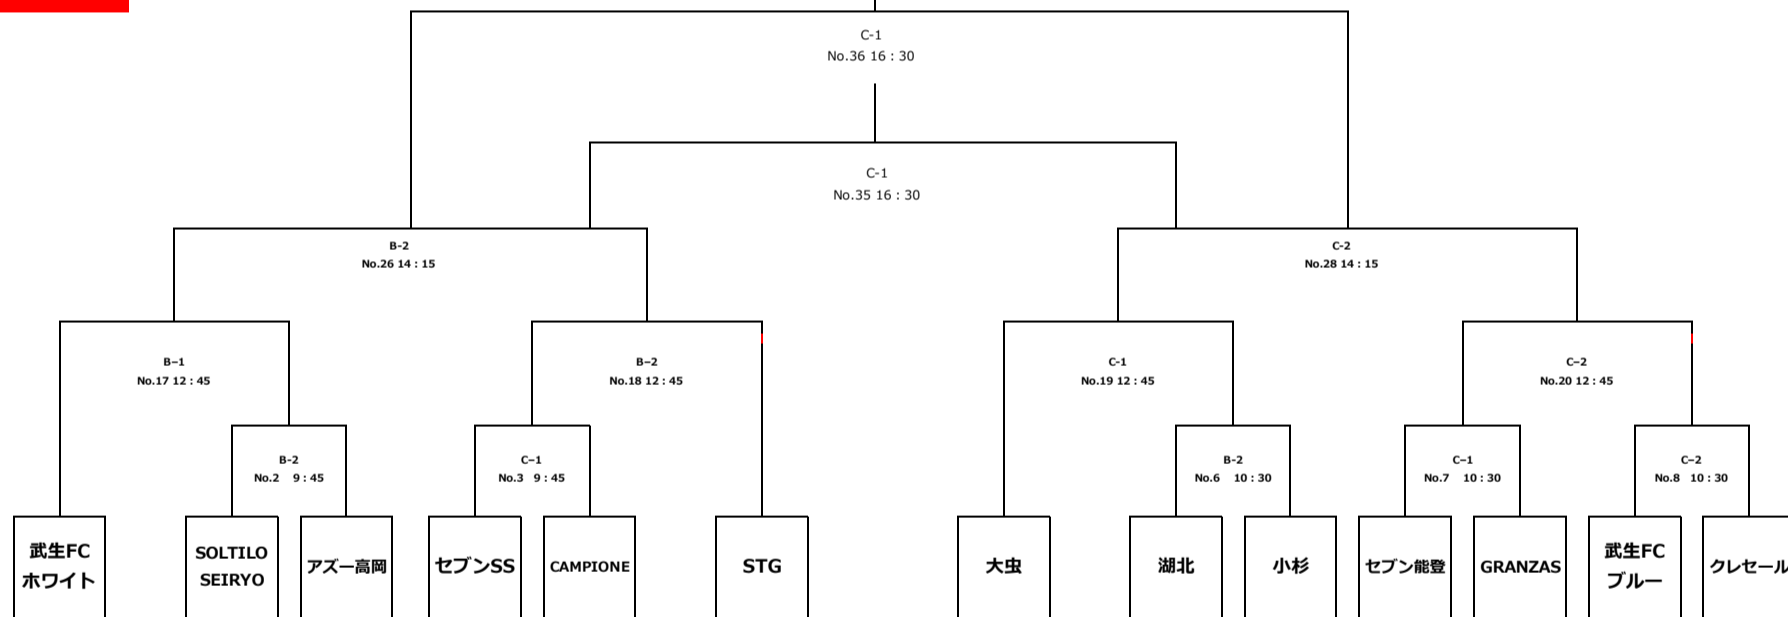 C-1
No.36 16：30
C-1
No.35 16：30
B-2
No.26 14：15
C-2
No.28 14：15
B−1
No.17 12：45
B−2
No.18 12：45
C-1
No.19 12：45
C−2
No.20 12：45
B-2
No.2 9：45
C−1
No.3 9：45
B-2
No.6 10：30
C−1
No.7 10：30
C−2
No.8 10：30
武生FC
ホワイト
SOLTILO
SEIRYO
アズー高岡
セブンSS
CAMPIONE
STG
大虫
湖北
小杉
セブン能登
GRANZAS
武生FC
ブルー
クレセール